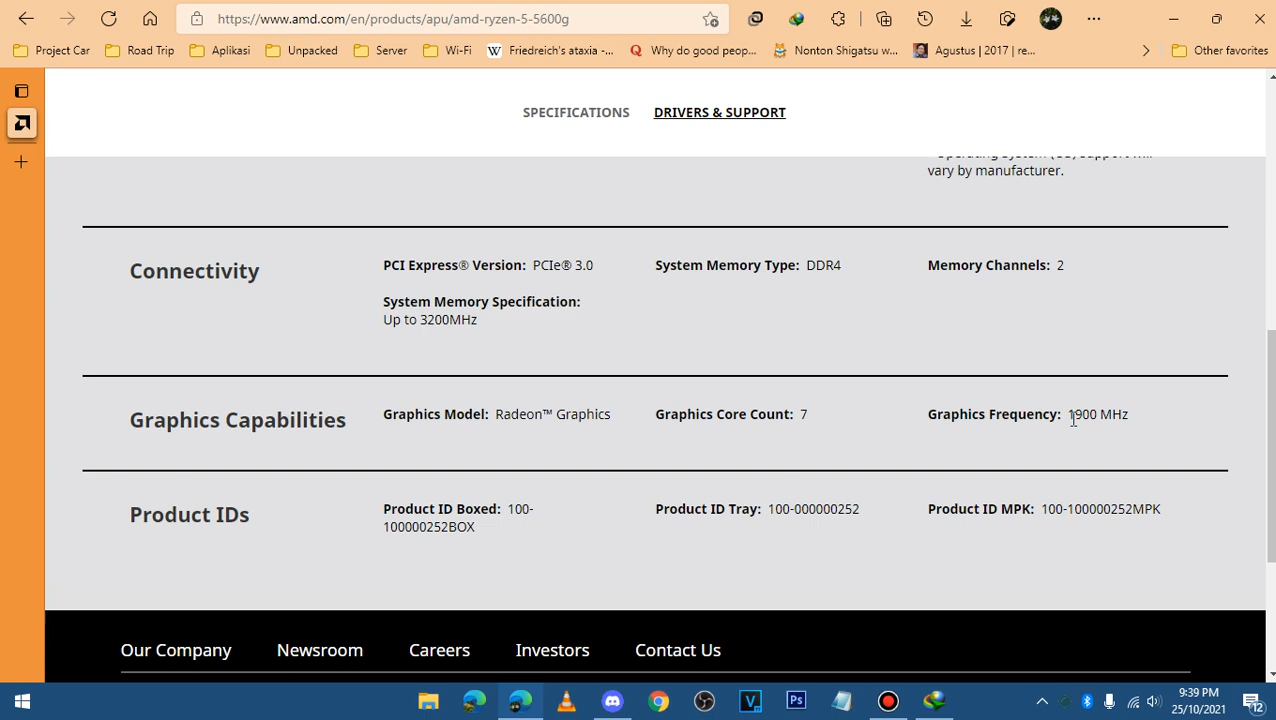 https://www.amd.com/en/products/apu/amd-ryzen-5-5600g
Project Car Road Trip Aplikasi Unpacked Server Wi-Fi W Friedreich's ataxia -... Why do good peop... Nonton Shigatsu w... Agustus | 2017 | re... Other favorites
SPECIFICATIONS DRIVERS & SUPPORT
vary by manufacturer.
Connectivity
PCI Express® Version: PCIe® 3.0
System Memory Type: DDR4
Memory Channels: 2
System Memory Specification:
Up to 3200MHz
Graphics Capabilities
Graphics Model: Radeon™ Graphics
Graphics Core Count: 7
Graphics Frequency: 1900 MHz
Product IDs
Product ID Boxed: 100-
100000252BOX
Product ID Tray: 100-000000252
Product ID MPK: 100-100000252MPK
Our Company Newsroom Careers Investors Contact Us
9:39 PM
25/10/2021
12